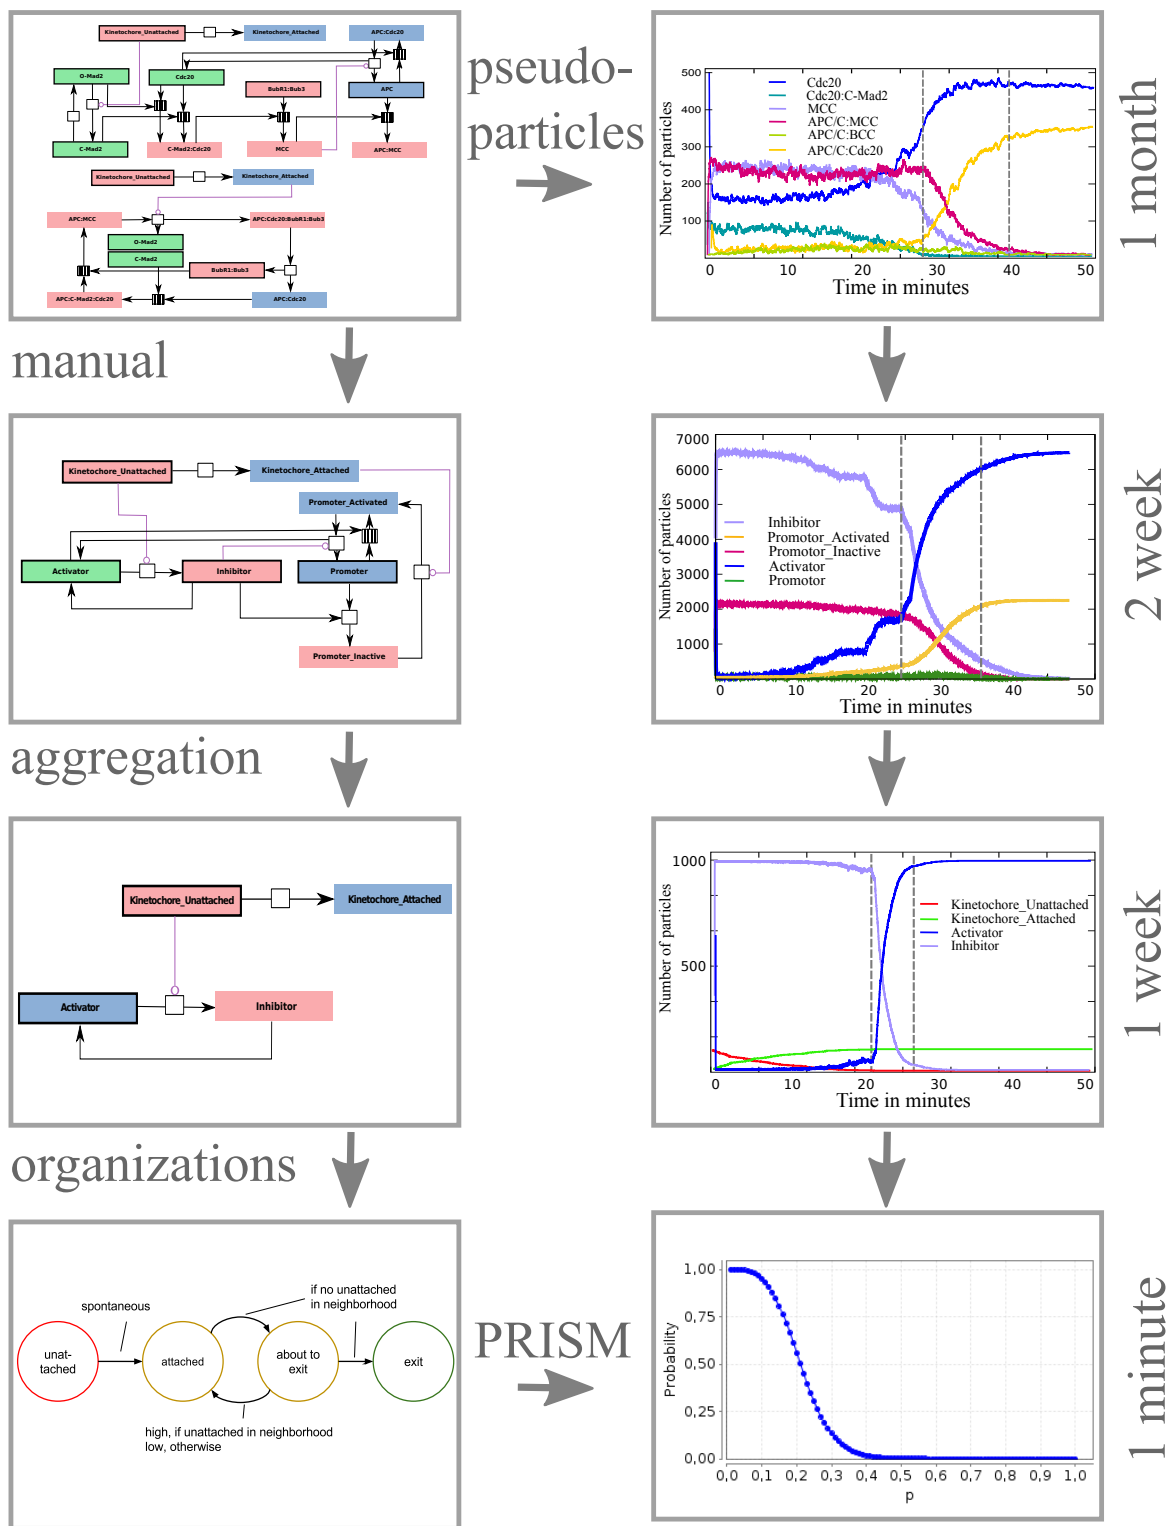 Kinetochore_Unattached
Kinetochore_Attached
APC:Cdc20
O-Mad2
Cdc20
BubR1:Bub3
APC
C-Mad2
C-Mad2:Cdc20
MCC
APC:MCC
Kinetochore_Unattached
Kinetochore_Attached
APC:MCC
APC:Cdc20:BubR1:Bub3
O-Mad2
C-Mad2
BubR1:Bub3
APC:C-Mad2:Cdc20
APC:Cdc20
pseudo-
particles
500
400
300
200
100
Number of particles
Cdc20
Cdc20:C-Mad2
MCC
APC/C:MCC
APC/C:BCC
APC/C:Cdc20
0
10
20
30
40
50
Time in minutes
1 month
manual
Kinetochore_Unattached
Kinetochore_Attached
Promoter_Activated
Activator
Inhibitor
Promoter
Promoter_Inactive
7000
6000
5000
4000
3000
2000
1000
Number of particles
Inhibitor
Promotor_Activated
Promotor_Inactive
Activator
Promotor
0
10
20
30
40
50
Time in minutes
2 week
aggregation
Kinetochore_Unattached
Kinetochore_Attached
Activator
Inhibitor
1000
500
Number of particles
Kinetochore_Unattached
Kinetochore_Attached
Activator
Inhibitor
0
10
20
30
40
50
Time in minutes
1 week
organizations
spontaneous
if no unattached
in neighborhood
unat-
tached
attached
about to
exit
exit
high, if unattached in neighborhood
low, otherwise
PRISM
1,00
0,75
0,50
0,25
0,00
Probability
0,0
0,1
0,2
0,3
0,4
0,5
0,6
0,7
0,8
0,9
1,0
p
1 minute